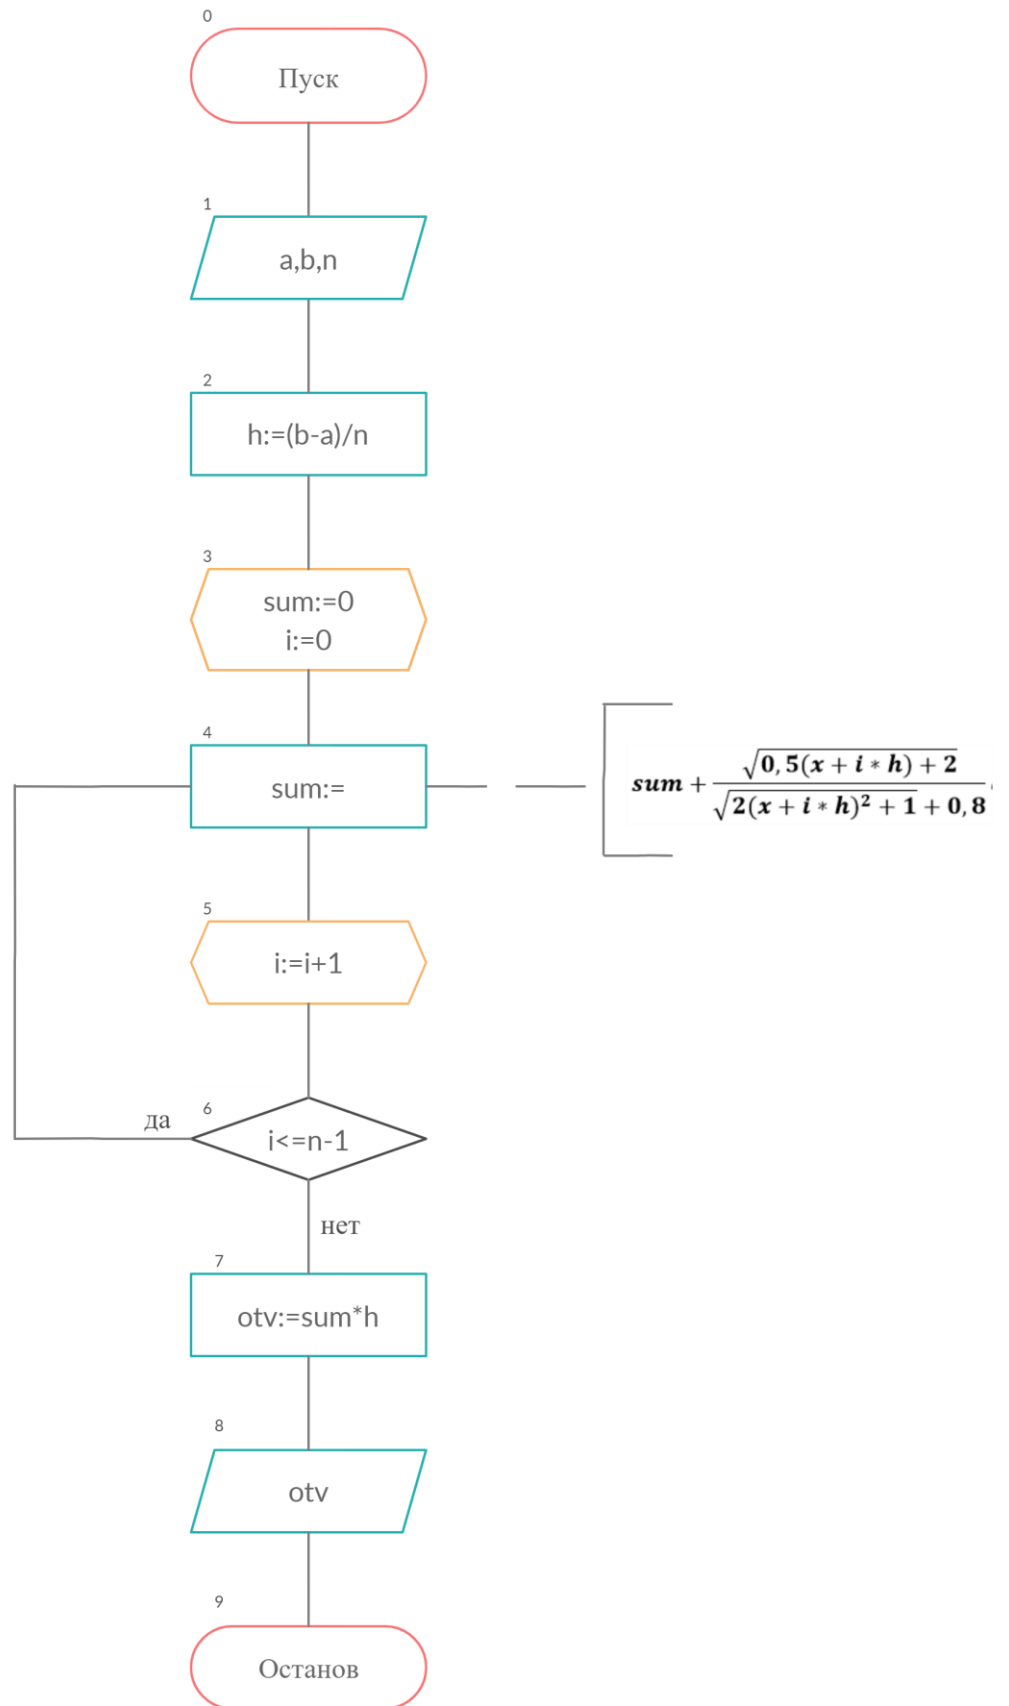 0
Пуск
1
a,b,n
2
h:=(b-a)/n
3
sum:=0
i:=0
4
sum:=
sum + √0,5(x + i * h) + 2
√2(x + i * h)² + 1 + 0,8
5
i:=i+1
6
да
i<=n-1
нет
7
otv:=sum*h
8
otv
9
Останов